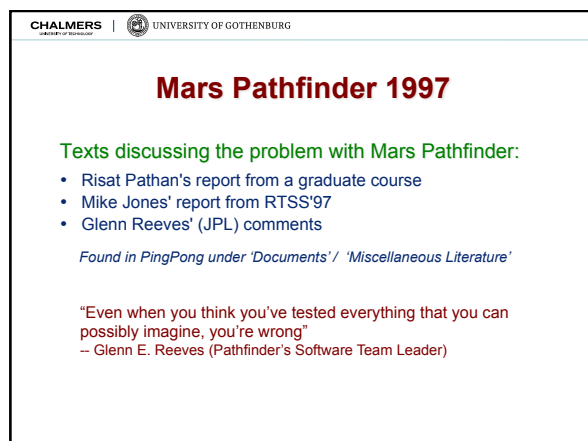 CHALMERS | UNIVERSITY OF GOTHENBURG
UNIVERSITY OF TECHNOLOGY
Mars Pathfinder 1997
Texts discussing the problem with Mars Pathfinder:
• Risat Pathan's report from a graduate course
• Mike Jones' report from RTSS'97
• Glenn Reeves' (JPL) comments
Found in PingPong under ‘Documents’ / ‘Miscellaneous Literature’
“Even when you think you’ve tested everything that you can
possibly imagine, you’re wrong”
-- Glenn E. Reeves (Pathfinder’s Software Team Leader)